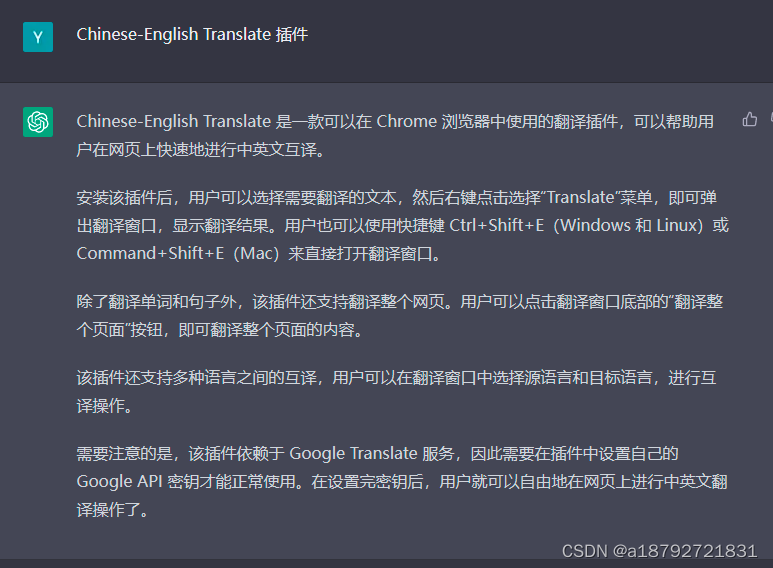 Y
Chinese-English Translate 插件
Chinese-English Translate 是一款可以在 Chrome 浏览器中使用的翻译插件，可以帮助用
户在网页上快速地进行中英文互译。
安装该插件后，用户可以选择需要翻译的文本，然后右键点击选择“Translate”菜单，即可弹
出翻译窗口，显示翻译结果。用户也可以使用快捷键 Ctrl+Shift+E（Windows 和 Linux）或
Command+Shift+E（Mac）来直接打开翻译窗口。
除了翻译单词和句子外，该插件还支持翻译整个网页。用户可以点击翻译窗口底部的“翻译整
个页面”按钮，即可翻译整个页面的内容。
该插件还支持多种语言之间的互译，用户可以在翻译窗口中选择源语言和目标语言，进行互
译操作。
需要注意的是，该插件依赖于 Google Translate 服务，因此需要在插件中设置自己的
Google API 密钥才能正常使用。在设置完密钥后，用户就可以自由地在网页上进行中英文翻
译操作了。
CSDN @a18792721831